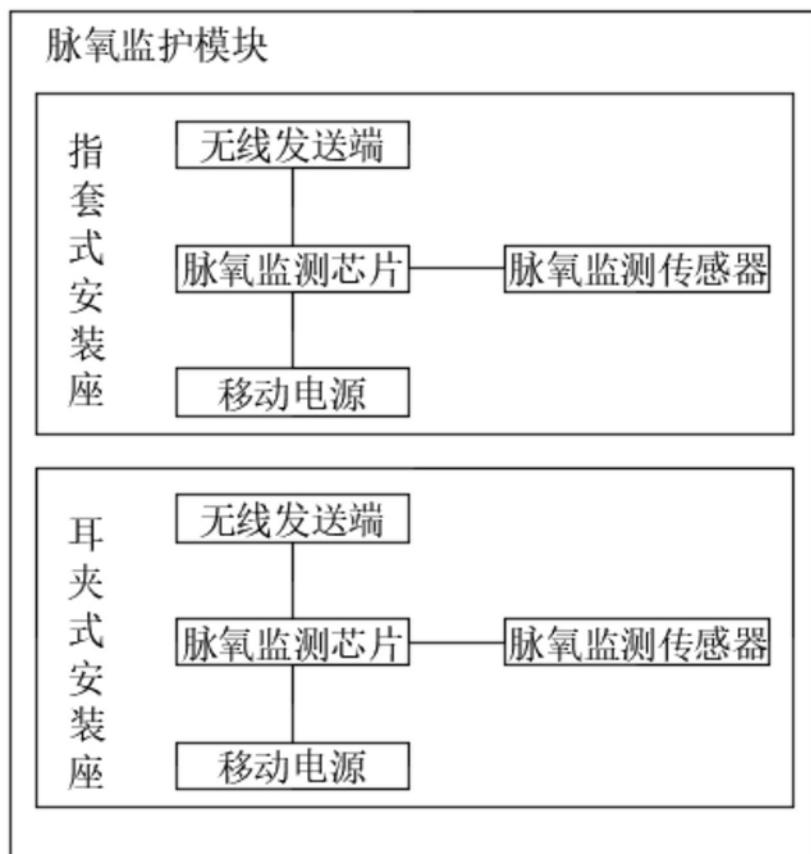 脉氧监护模块
指套式安装座
无线发送端
脉氧监测芯片
脉氧监测传感器
移动电源
耳夹式安装座
无线发送端
脉氧监测芯片
脉氧监测传感器
移动电源